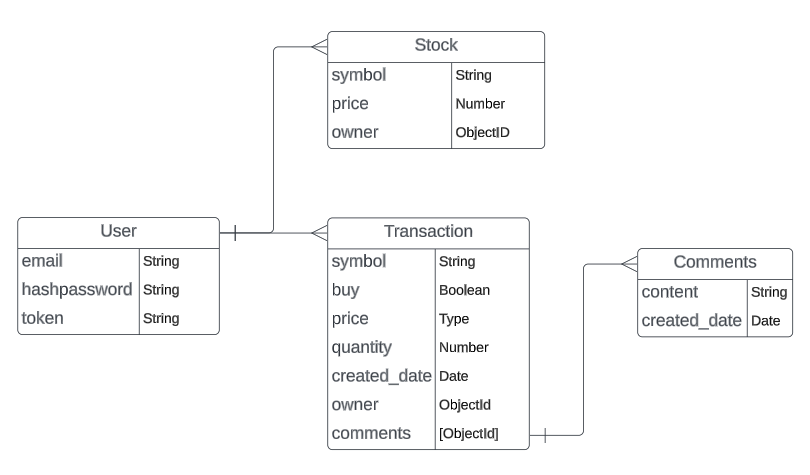 Stock
symbol String
price Number
owner ObjectID
User
email String
hashpassword String
token String
Transaction
symbol String
buy Boolean
price Type
quantity Number
created_date Date
owner ObjectId
comments [ObjectId]
Comments
content String
created_date Date